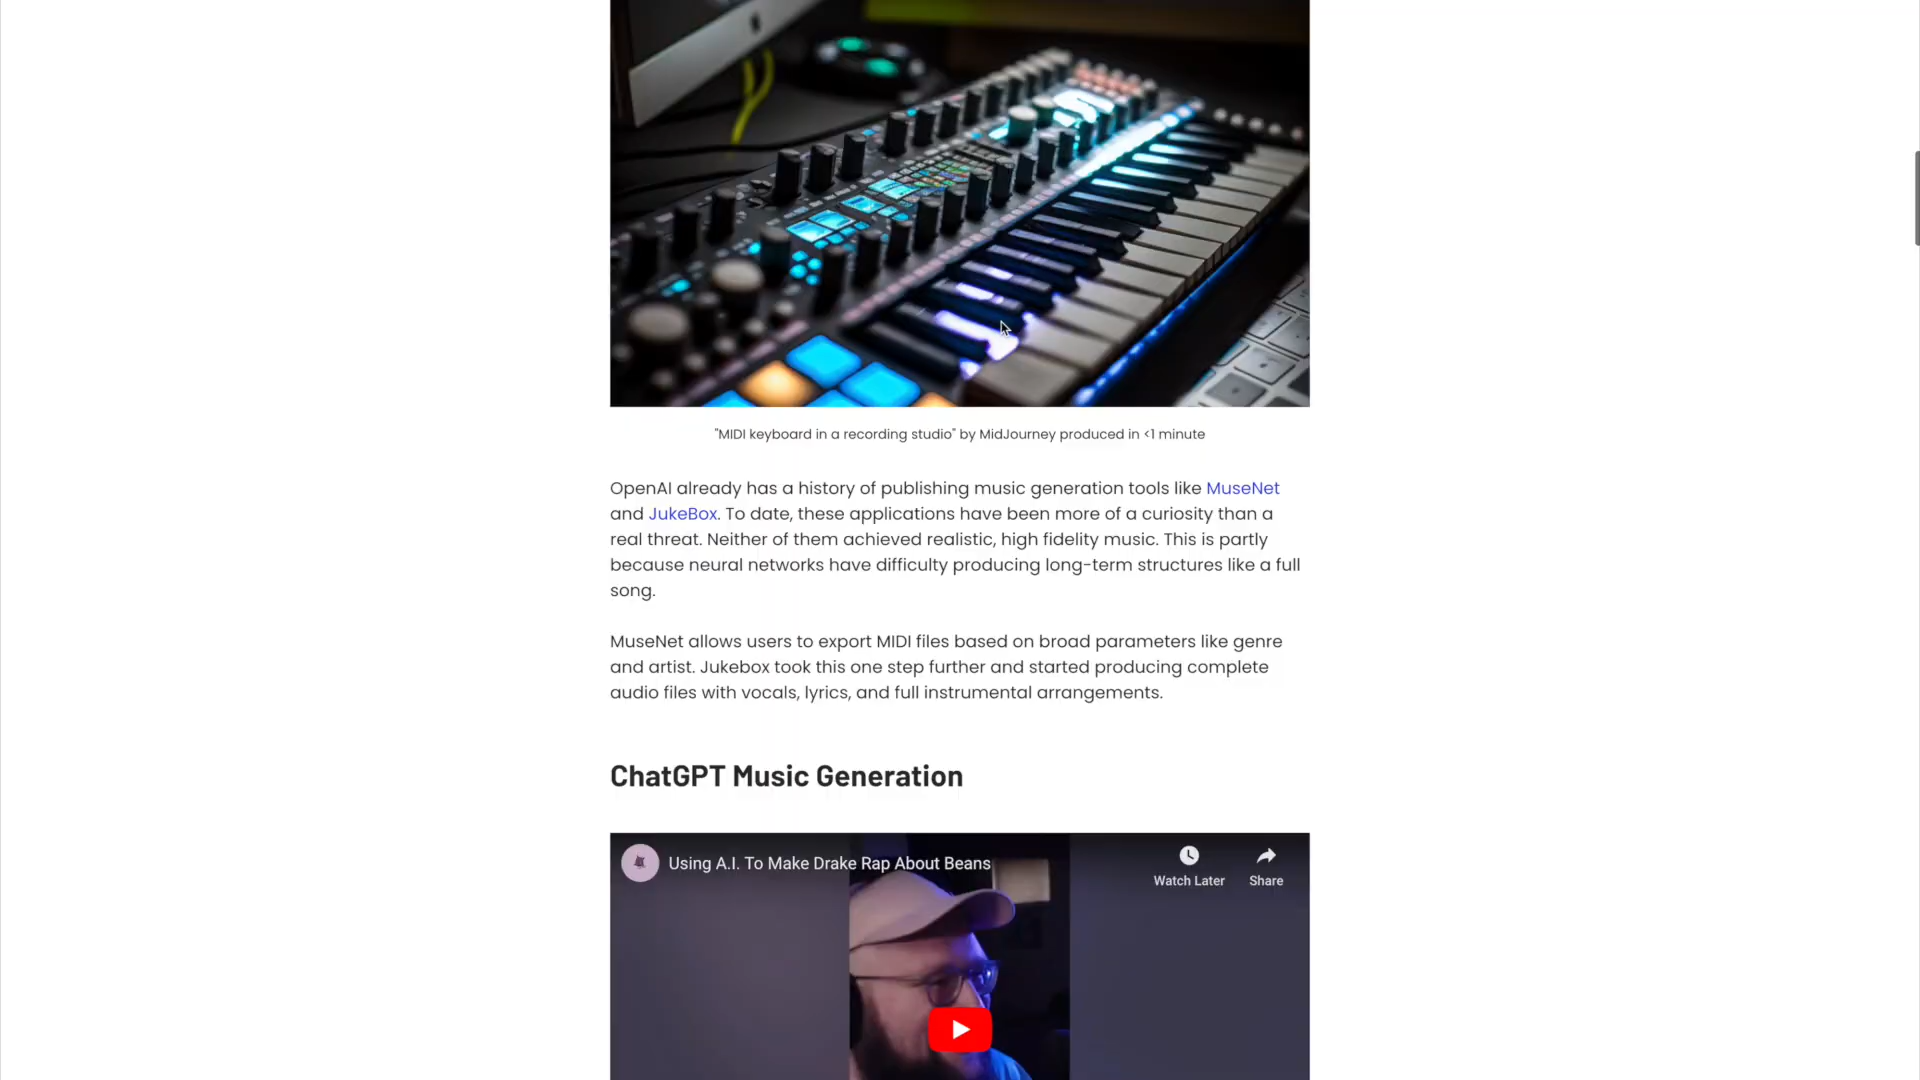 "MIDI keyboard in a recording studio" by MidJourney produced in <1 minute
OpenAI already has a history of publishing music generation tools like MuseNet
and JukeBox. To date, these applications have been more of a curiosity than a
real threat. Neither of them achieved realistic, high fidelity music. This is partly
because neural networks have difficulty producing long-term structures like a full
song.
MuseNet allows users to export MIDI files based on broad parameters like genre
and artist. Jukebox took this one step further and started producing complete
audio files with vocals, lyrics, and full instrumental arrangements.
ChatGPT Music Generation
Using A.I. To Make Drake Rap About Beans
Watch Later
Share